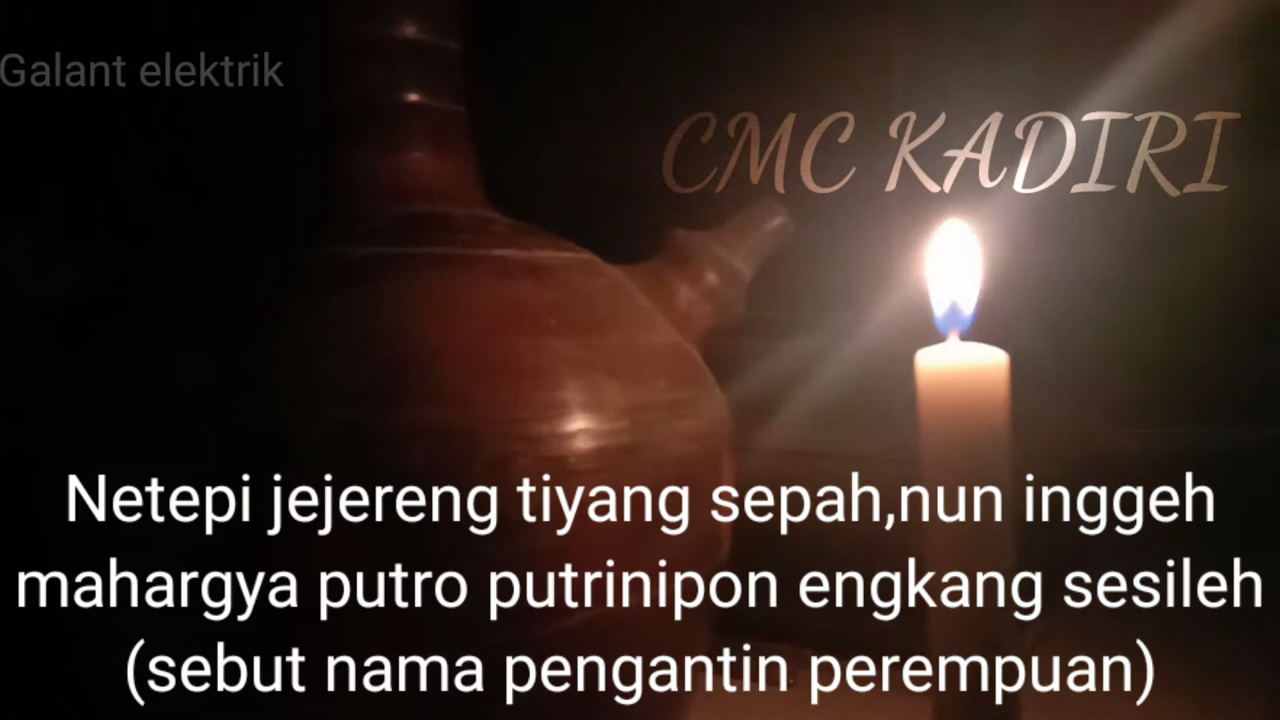 Galant elektrik
CMC KADIRI
Netepi jejereng tiyang sepah,nun inggeh
mahargya putro putrinipon engkang sesileh
(sebut nama pengantin perempuan)